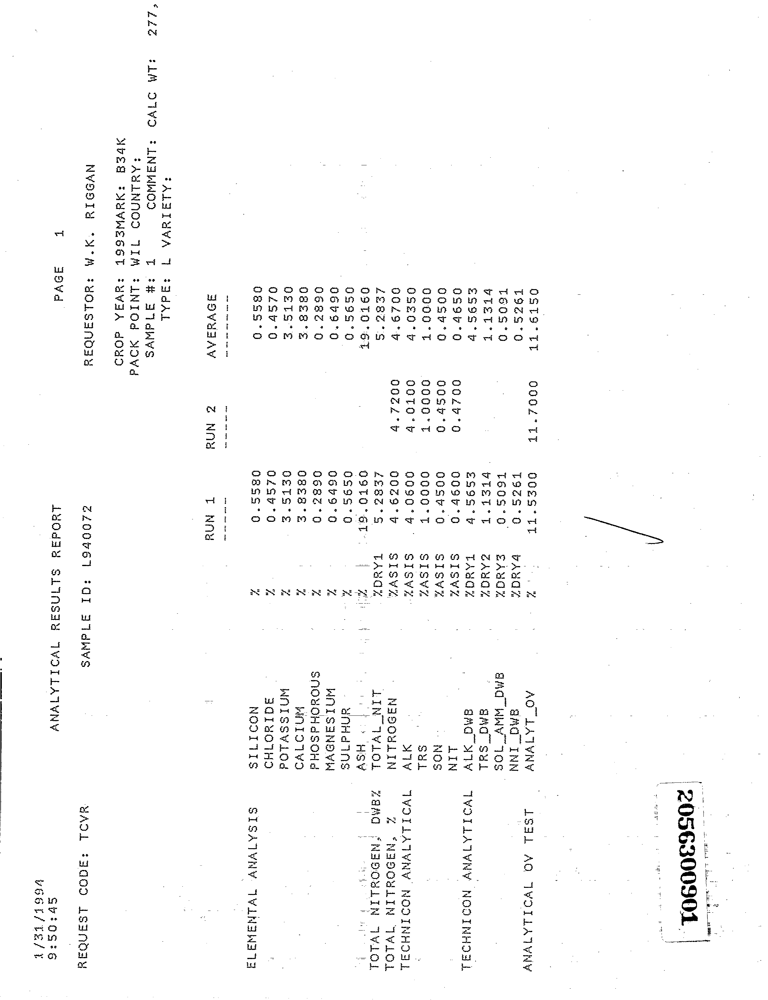 1/31/1994 ANALYTICAL RESULTS REPORT PAGE 1
9:50:45
REQUEST CODE: TCVR SAMPLE ID: L940072 REQUESTOR: W.K. RIGGAN
CROP YEAR: 1993MARK: B34K
PACK POINT: WIL COUNTRY:
SAMPLE #: 1 COMMENT: CALC WT: 277,
TYPE: L VARIETY:
RUN 1 RUN 2 AVERAGE
----- ----- -------
ELEMENTAL ANALYSIS SILICON % 0.5580 0.5580
CHLORIDE % 0.4570 0.4570
POTASSIUM % 3.5130 3.5130
CALCIUM % 3.8380 3.8380
PHOSPHOROUS % 0.2890 0.2890
MAGNESIUM % 0.6490 0.6490
SULPHUR % 0.5650 0.5650
ASH % 19.0160 19.0160
TOTAL NITROGEN, DWB% TOTAL_NIT %DRY1 5.2837 5.2837
TOTAL NITROGEN, % NITROGEN %ASIS 4.6200 4.7200 4.6700
TECHNICON ANALYTICAL ALK %ASIS 4.0600 4.0100 4.0350
TRS %ASIS 1.0000 1.0000 1.0000
SON %ASIS 0.4500 0.4500 0.4500
NIT %ASIS 0.4600 0.4700 0.4650
TECHNICON ANALYTICAL ALK_DWB %DRY1 4.5653 4.5653
TRS_DWB %DRY2 1.1314 1.1314
SOL_AMM_DWB %DRY3 0.5091 0.5091
NNI_DWB %DRY4 0.5261 0.5261
ANALYTICAL OV TEST ANALYT_OV % 11.5300 11.7000 11.6150
2056300901